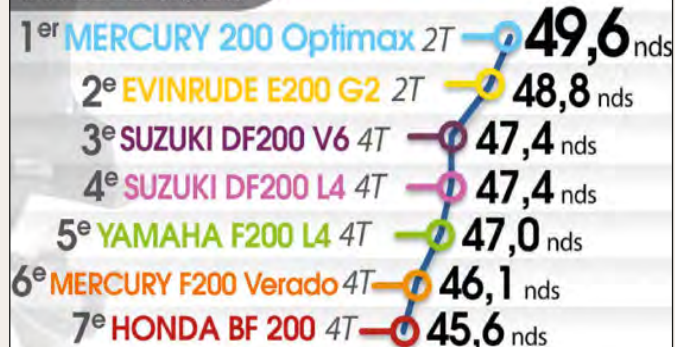 1er MERCURY 200 Optimax 2T 49,6 nds
2e EVINRUDE E200 G2 2T 48,8 nds
3e SUZUKI DF200 V6 4T 47,4 nds
4e SUZUKI DF200 L4 4T 47,4 nds
5e YAMAHA F200 L4 4T 47,0 nds
6e MERCURY F200 Verado 4T 46,1 nds
7e HONDA BF 200 4T 45,6 nds